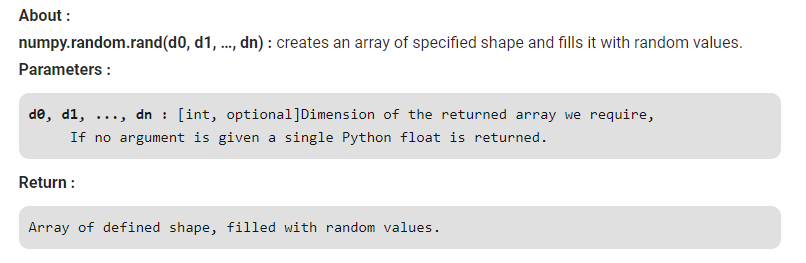 About :
numpy.random.rand(d0, d1, …, dn) : creates an array of specified shape and fills it with random values.
Parameters :
d0, d1, ..., dn : [int, optional]Dimension of the returned array we require,
If no argument is given a single Python float is returned.
Return :
Array of defined shape, filled with random values.